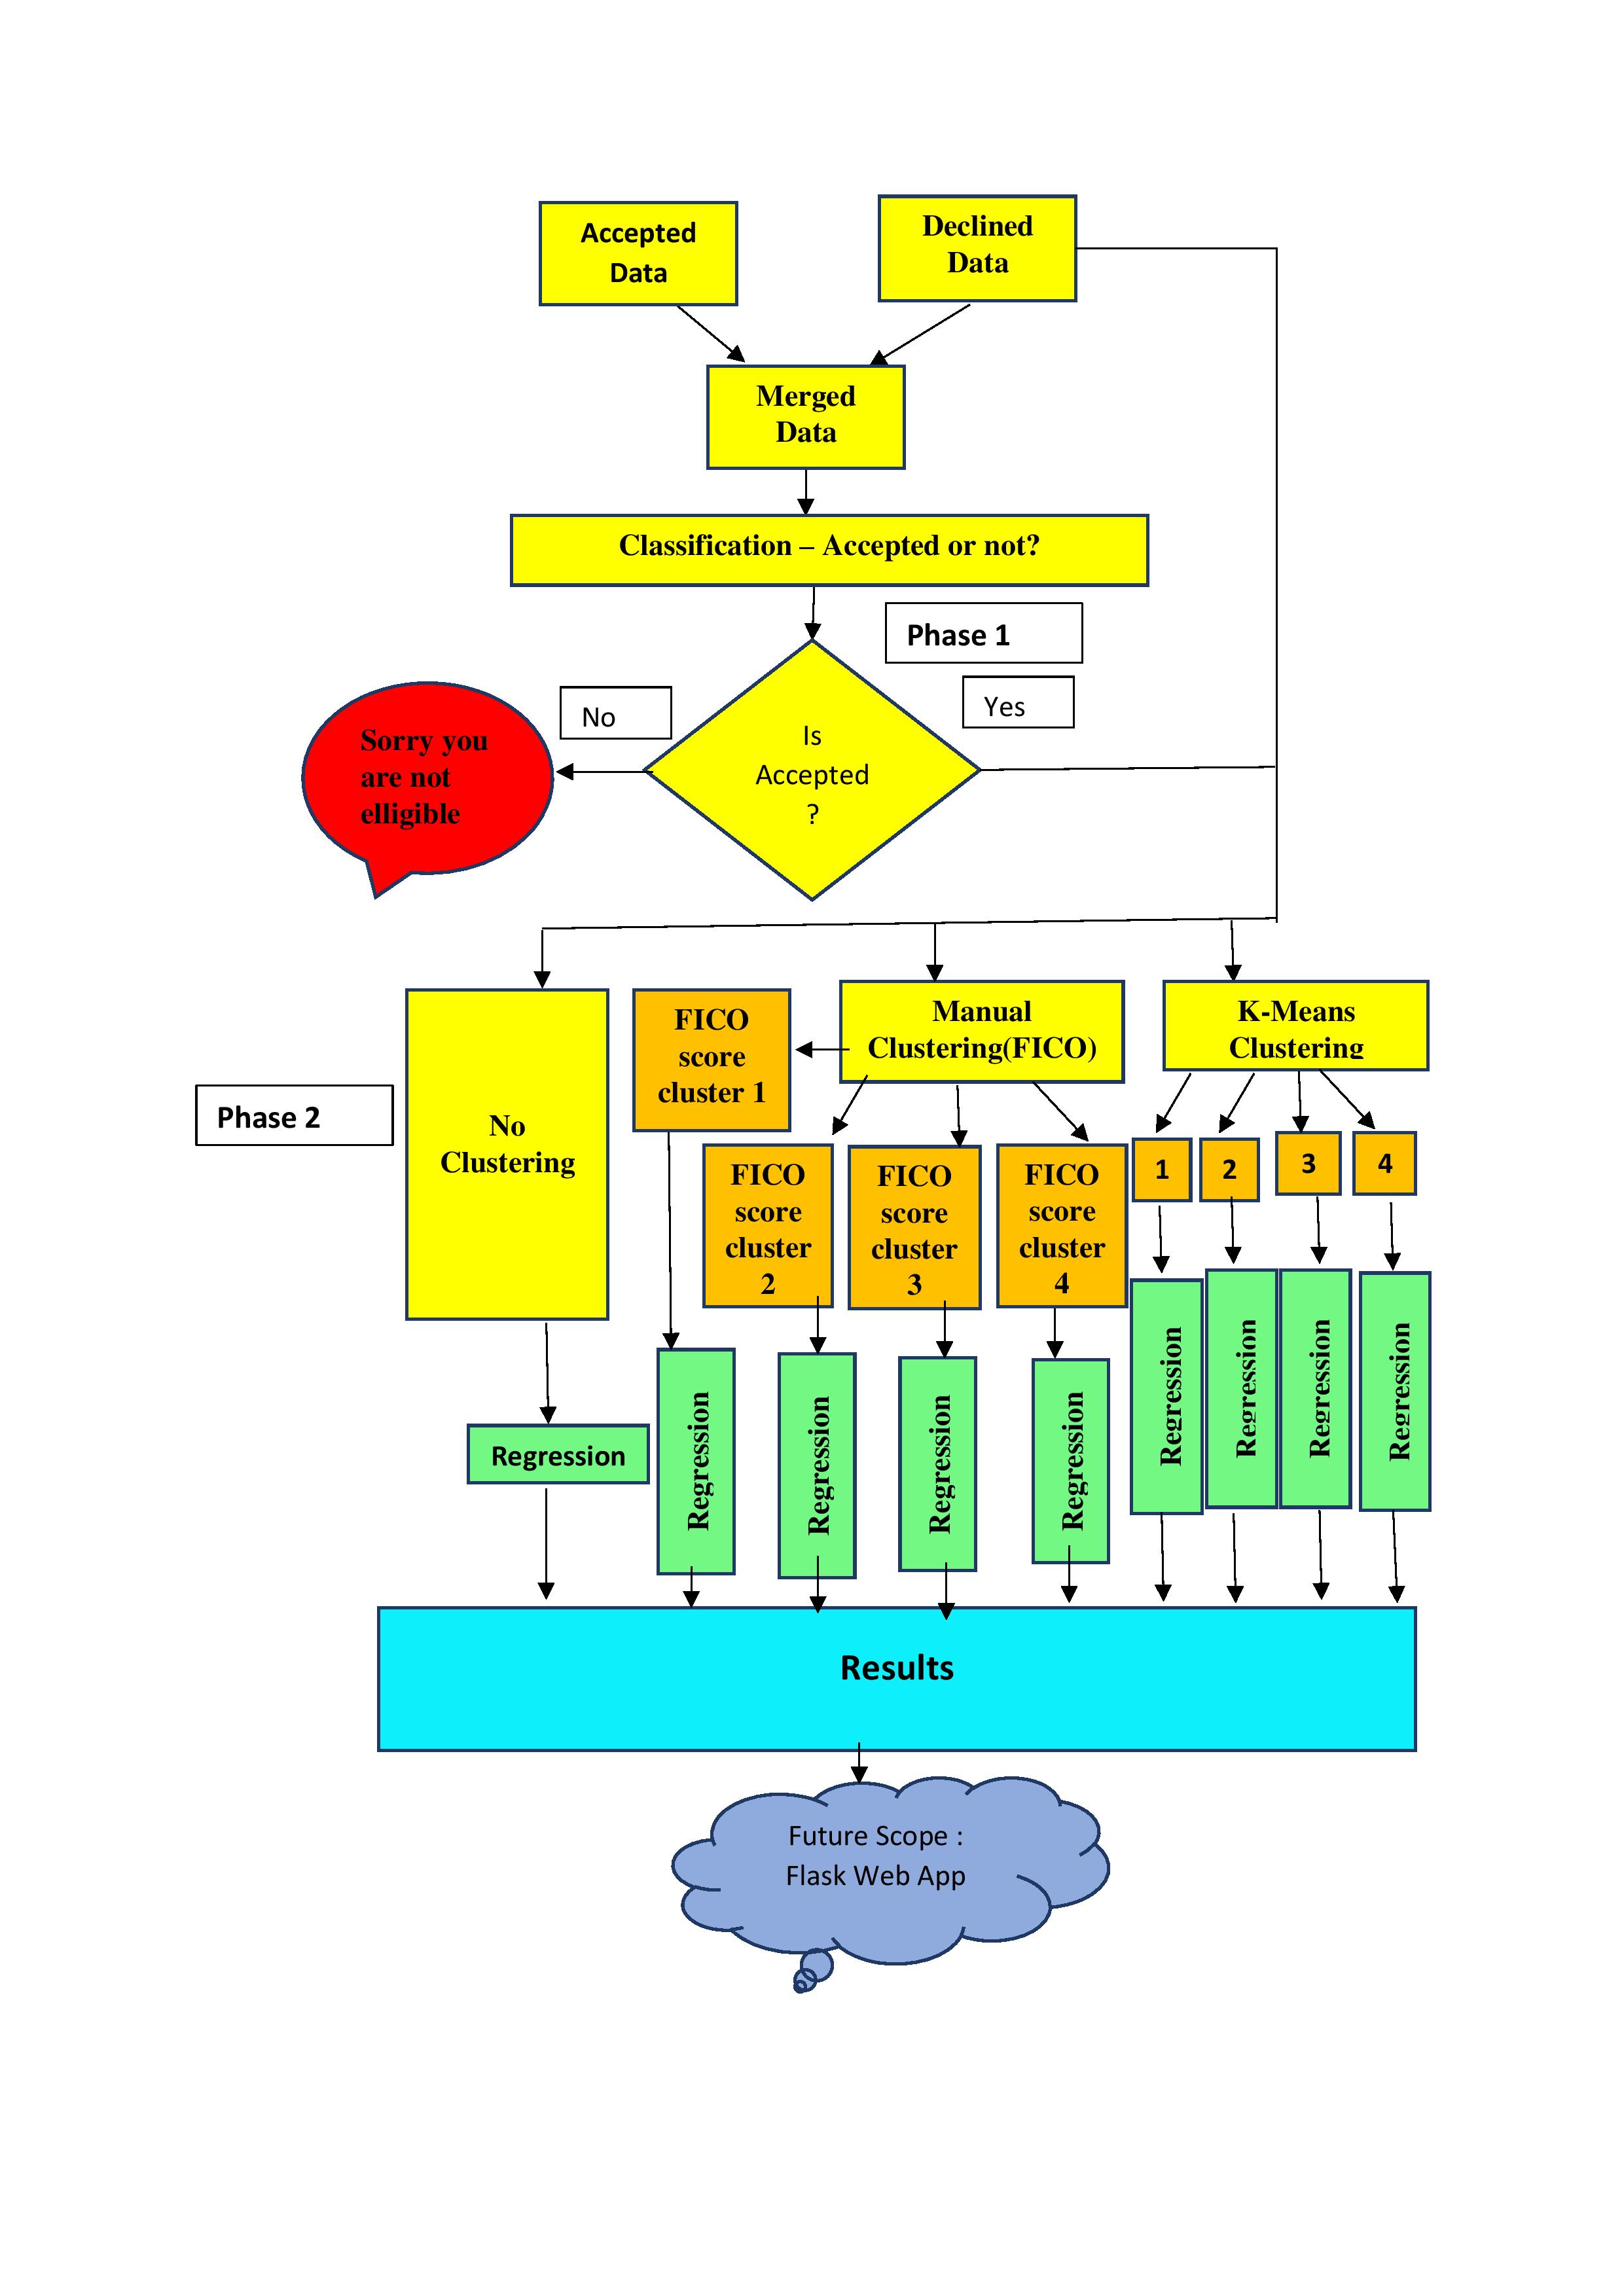 Accepted
Data
Declined
Data
Merged
Data
Classification – Accepted or not?
Phase 1
No
Yes
Sorry you
are not
elligible
Is
Accepted
?
Phase 2
No
Clustering
FICO
score
cluster 1
Manual
Clustering(FICO)
K-Means
Clustering
FICO
score
cluster
2
FICO
score
cluster
3
FICO
score
cluster
4
1
2
3
4
Regression
Regression
Regression
Regression
Regression
Regression
Regression
Regression
Regression
Results
Future Scope :
Flask Web App